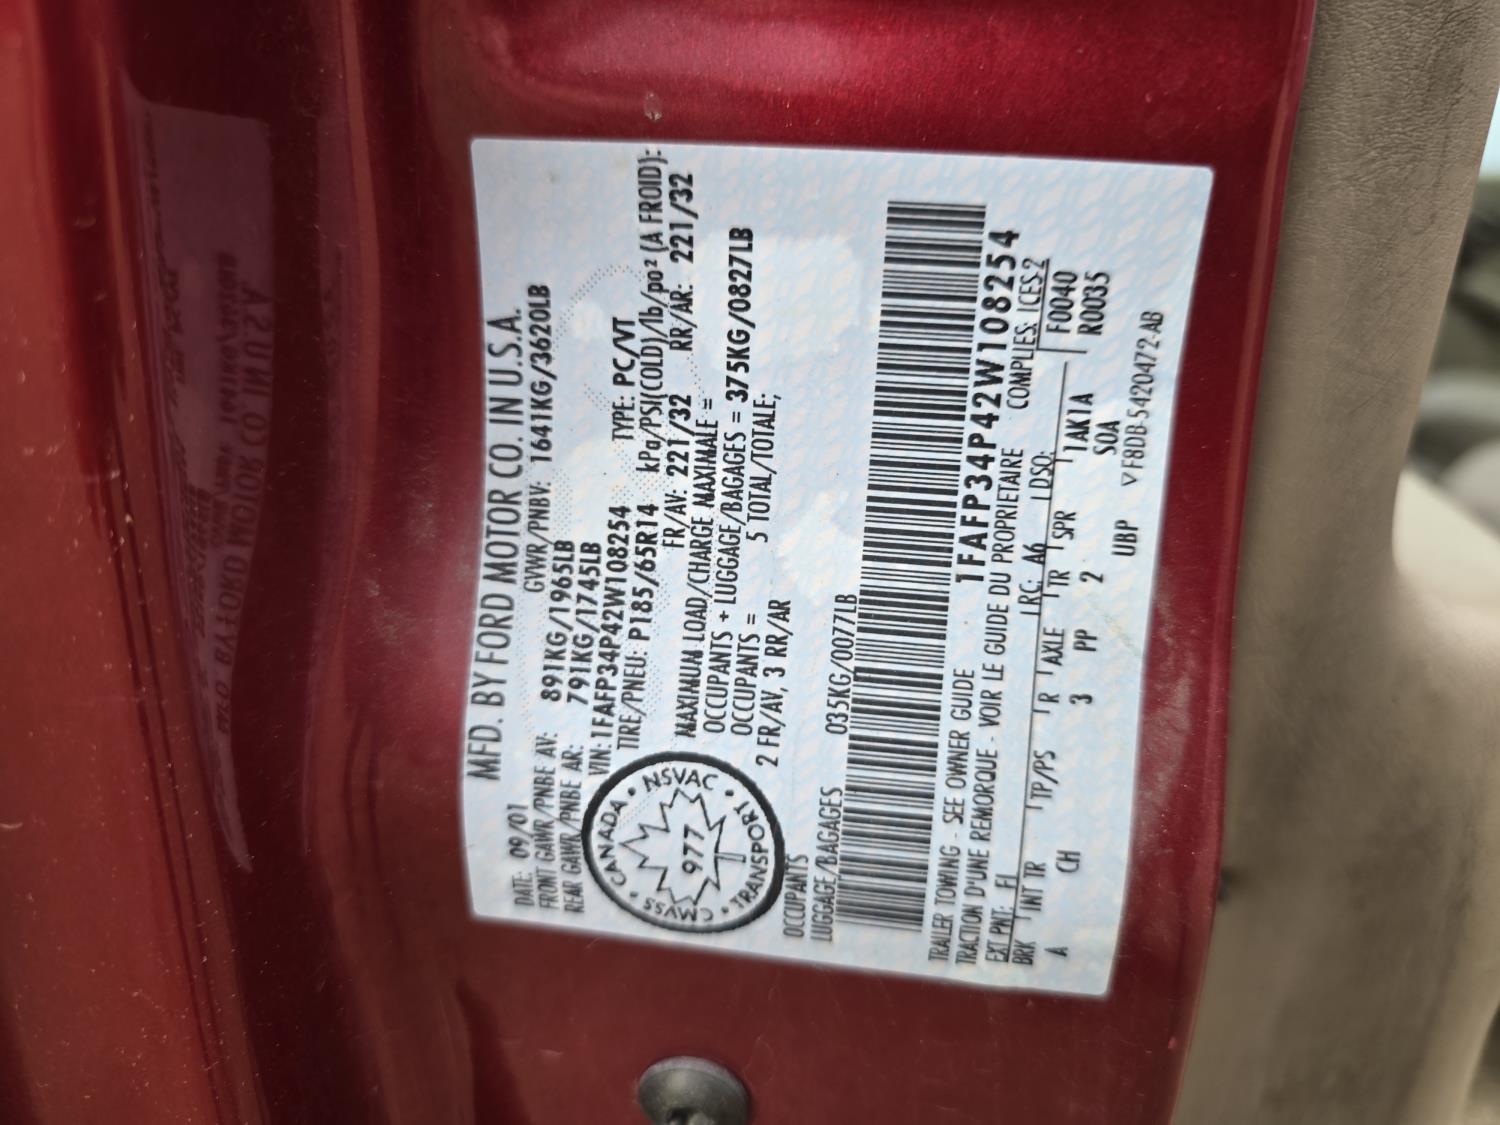 MFD. BY FORD MOTOR CO. IN U.S.A.
DATE: 09/01 GVWR/PNBV: 1641KG/3620LB
FRONT GAWR/PNBE AV: 891KG/1965LB
REAR GAWR/PNBE AR: 791KG/1745LB
VIN: 1FAFP34P42W108254 TYPE: PC/VT
TIRE/PNEU: P185/65R14 kPa/PSI(COLD)/lb/po² (A FROID):
FR/AV: 221/32 RR/AR: 221/32
MAXIMUM LOAD/CHARGE MAXIMALE =
OCCUPANTS + LUGGAGE/BAGAGES = 375KG/0827LB
OCCUPANTS = 5 TOTAL/TOTALE;
2 FR/AV, 3 RR/AR
CANADA • NSVAC • TRANSPORT • CMVSS •
977
OCCUPANTS
LUGGAGE/BAGAGES 035KG/0077LB
1FAFP34P42W108254
TRAILER TOWING - SEE OWNER GUIDE
TRACTION D'UNE REMORQUE - VOIR LE GUIDE DU PROPRIETAIRE COMPLIES: ICES-2
EXT PNT: FL LRC: A6 LDSO: F0040
BRK INT TR TP/PS R AXLE TR SPR 1AK1A R0035
A CH 3 PP 2 SOA
UBP ▽ F8DB-5420472-AB